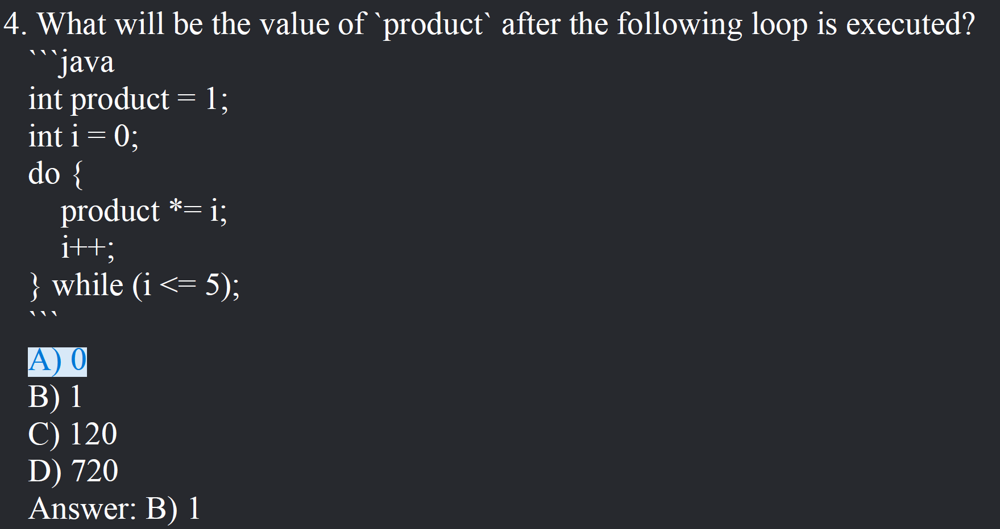 4. What will be the value of `product` after the following loop is executed?
```java
int product = 1;
int i = 0;
do {
product *= i;
i++;
} while (i <= 5);
```
A) 0
B) 1
C) 120
D) 720
Answer: B) 1